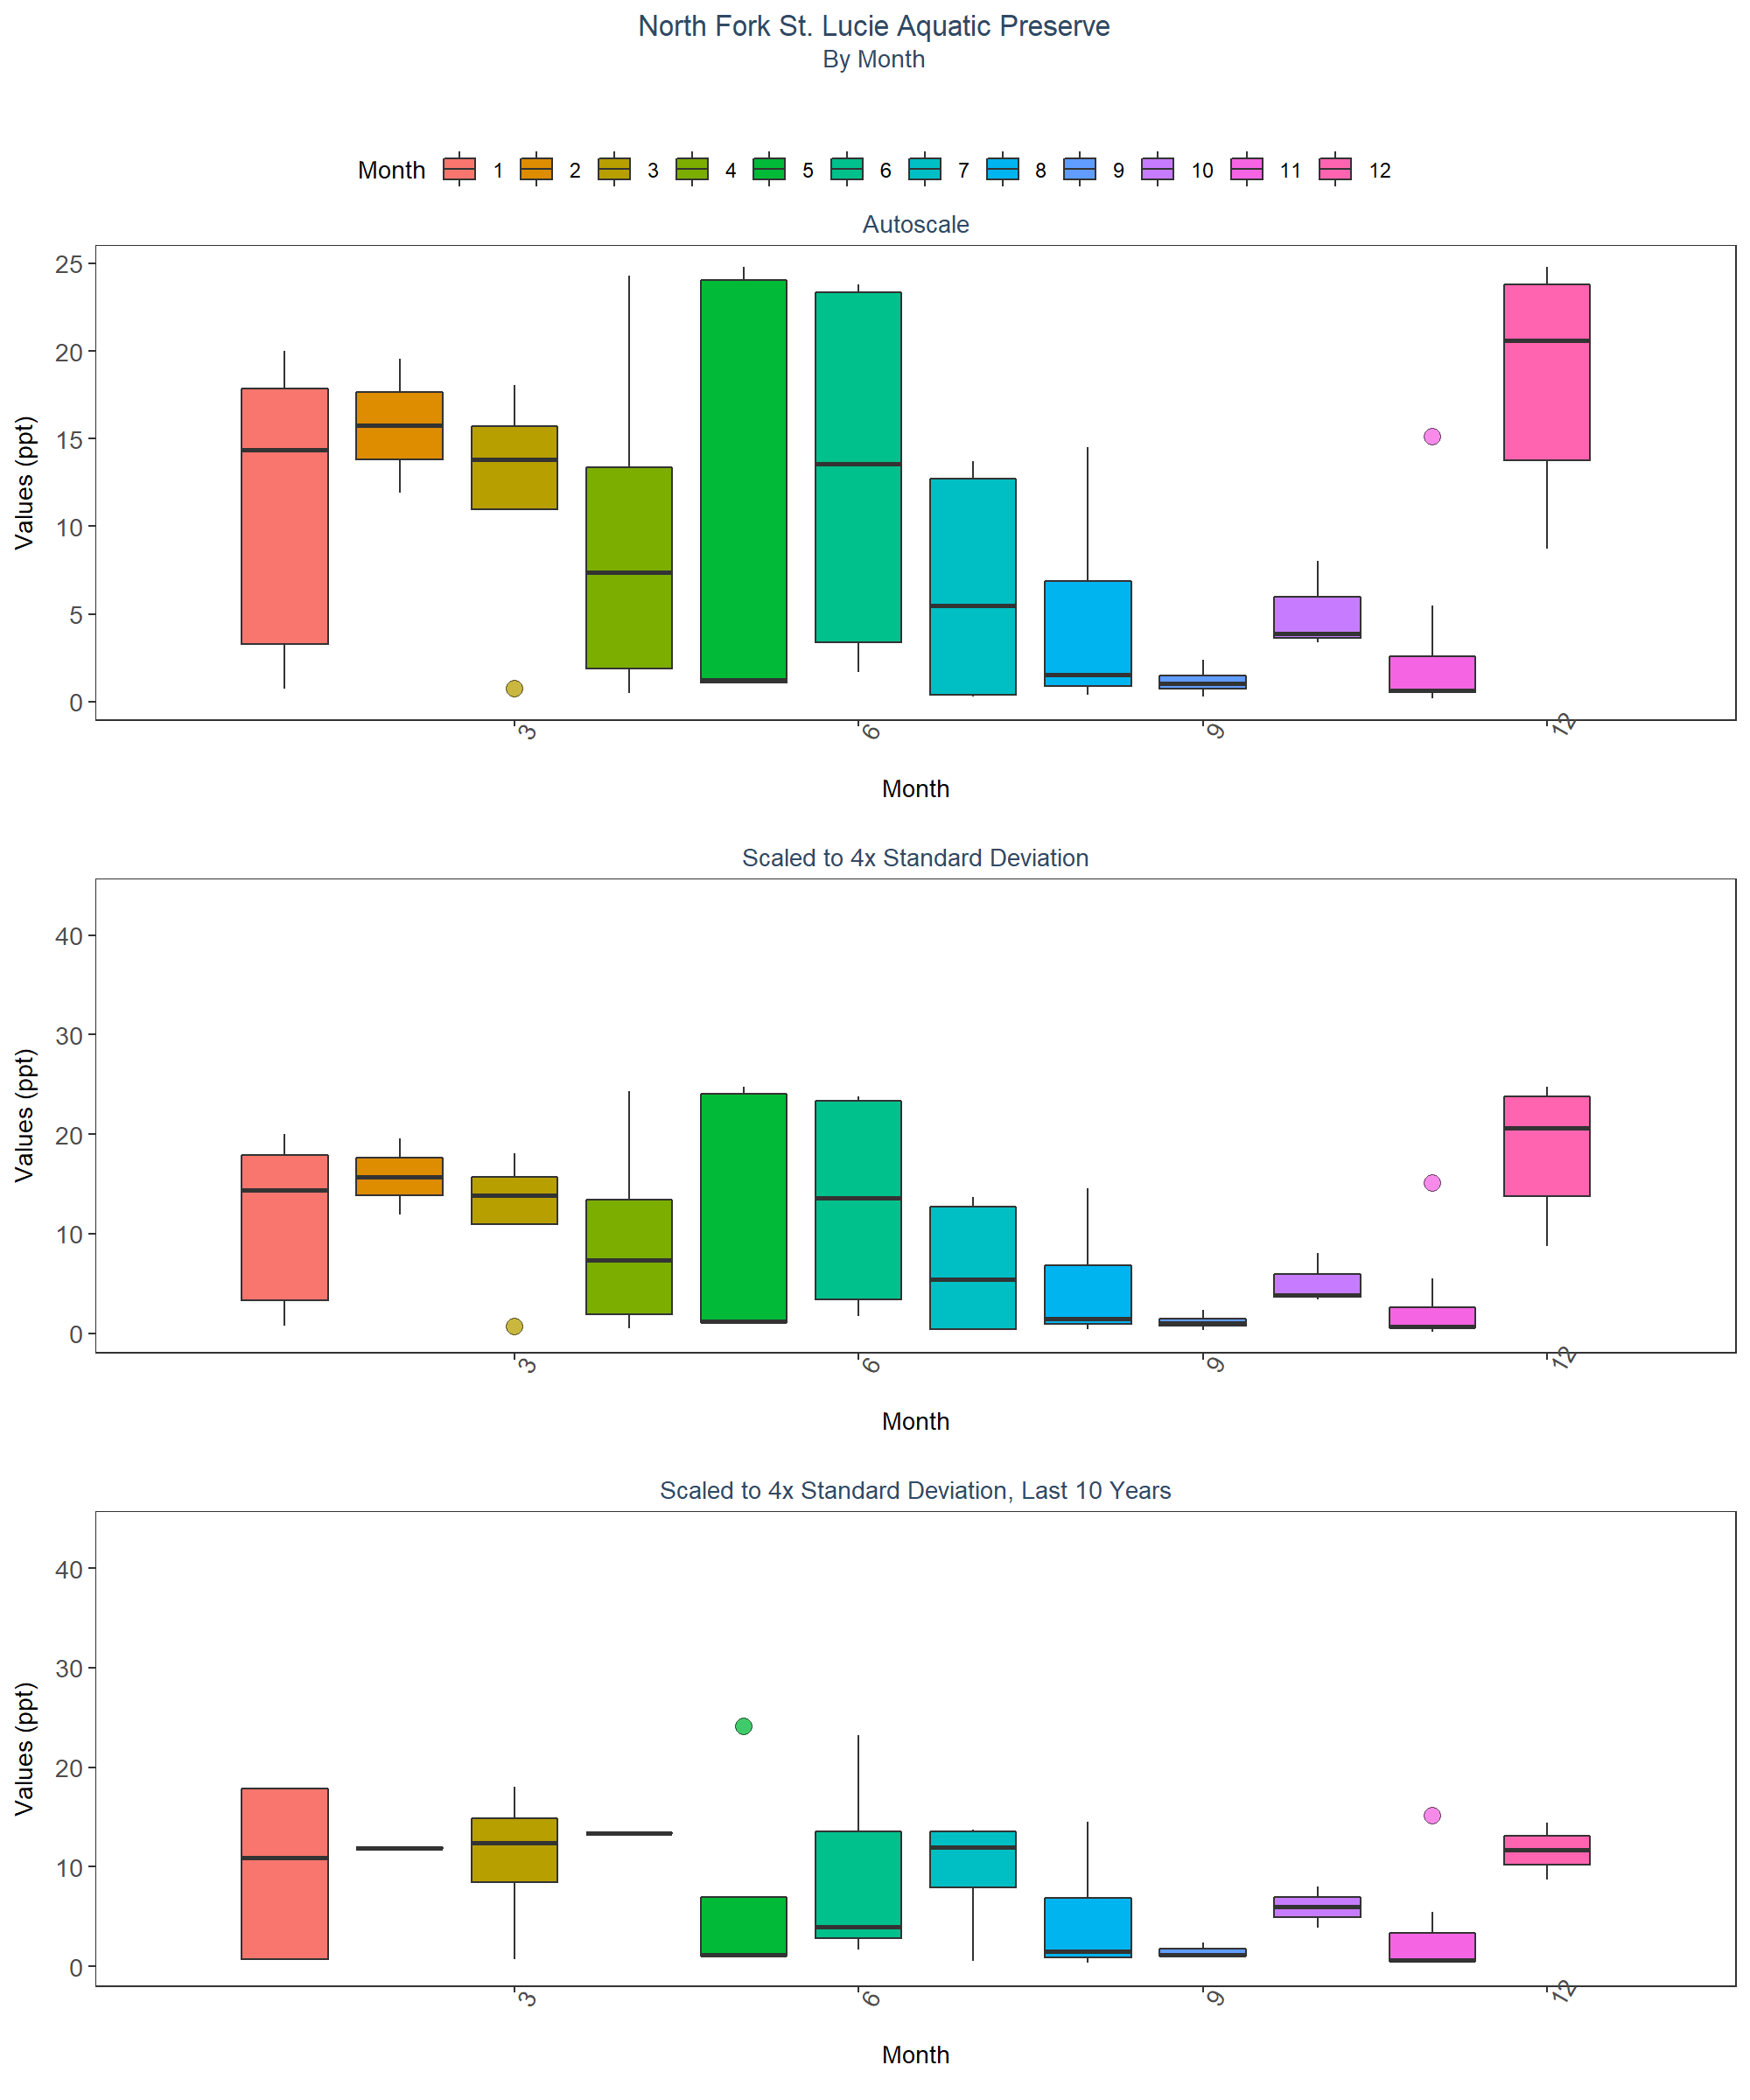 North Fork St. Lucie Aquatic Preserve
By Month
Month 1 2 3 4 5 6 7 8 9 10 11 12
Autoscale
Values (ppt)
25
20
15
10
5
0
3 6 9 12
Month
Scaled to 4x Standard Deviation
Values (ppt)
40
30
20
10
0
3 6 9 12
Month
Scaled to 4x Standard Deviation, Last 10 Years
Values (ppt)
40
30
20
10
0
3 6 9 12
Month